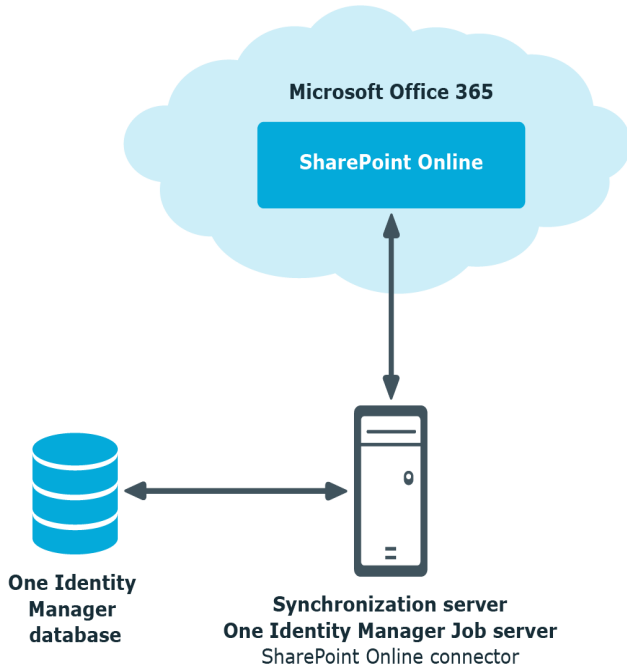 Microsoft Office 365
SharePoint Online
One Identity
Manager
database
Synchronization server
One Identity Manager Job server
SharePoint Online connector